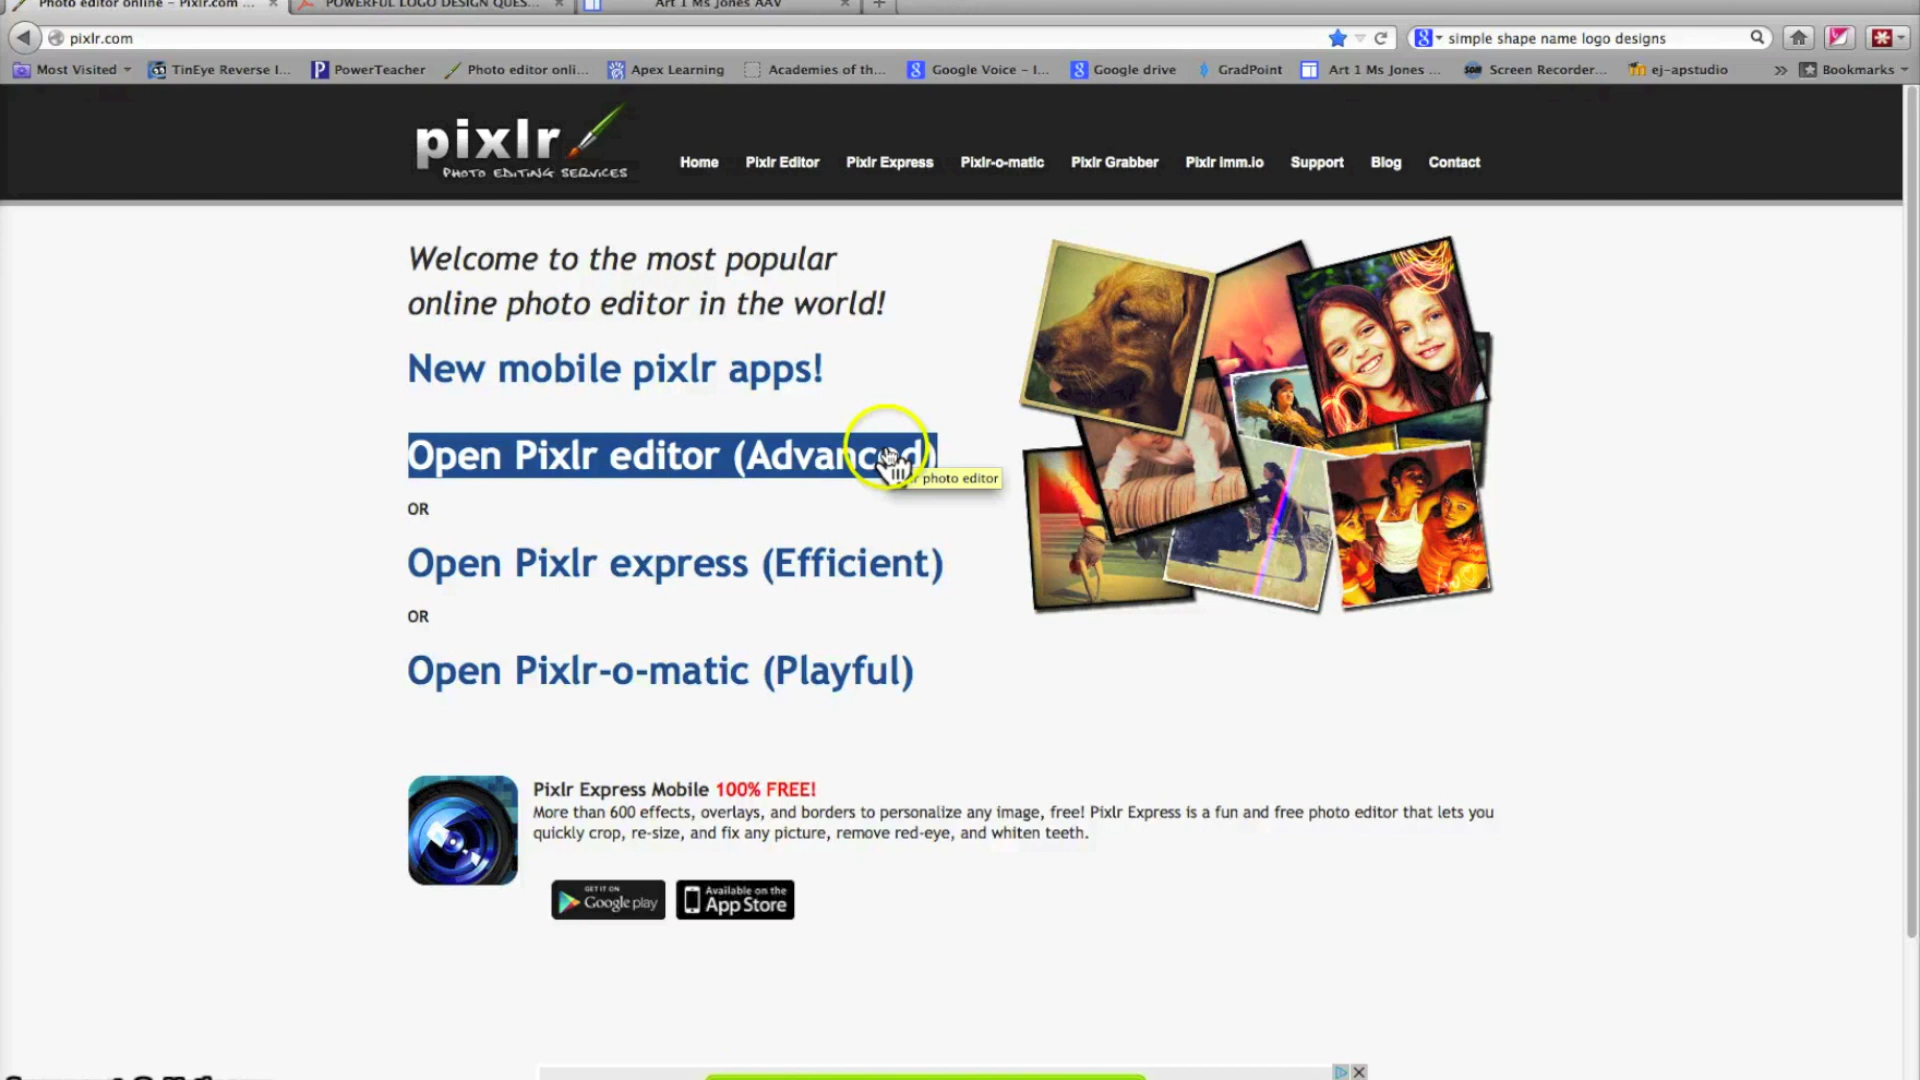 Photo editor online - Pixlr.com ...
POWERFUL LOGO DESIGN QUES...
Art 1 Ms Jones AAV
pixlr.com
simple shape name logo designs
Most Visited
TinEye Reverse I...
PowerTeacher
Photo editor onli...
Apex Learning
Academies of th...
Google Voice - I...
Google drive
GradPoint
Art 1 Ms Jones ...
Screen Recorder...
ej-apstudio
Bookmarks
pixlr
PHOTO EDITING SERVICES
Home
Pixlr Editor
Pixlr Express
Pixlr-o-matic
Pixlr Grabber
Pixlr imm.io
Support
Blog
Contact
Welcome to the most popular
online photo editor in the world!
New mobile pixlr apps!
Open Pixlr editor (Advanced)
photo editor
OR
Open Pixlr express (Efficient)
OR
Open Pixlr-o-matic (Playful)
Pixlr Express Mobile 100% FREE!
More than 600 effects, overlays, and borders to personalize any image, free! Pixlr Express is a fun and free photo editor that lets you
quickly crop, re-size, and fix any picture, remove red-eye, and whiten teeth.
GET IT ON
Google play
Available on the
App Store